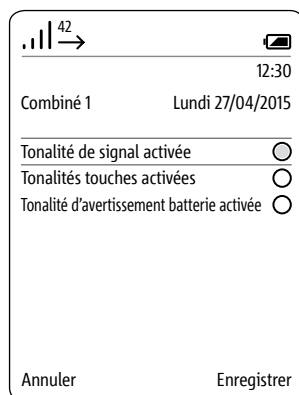 42
12:30
Combiné 1 Lundi 27/04/2015
Tonalité de signal activée
Tonalités touches activées
Tonalité d'avertissement batterie activée
Annuler Enregistrer